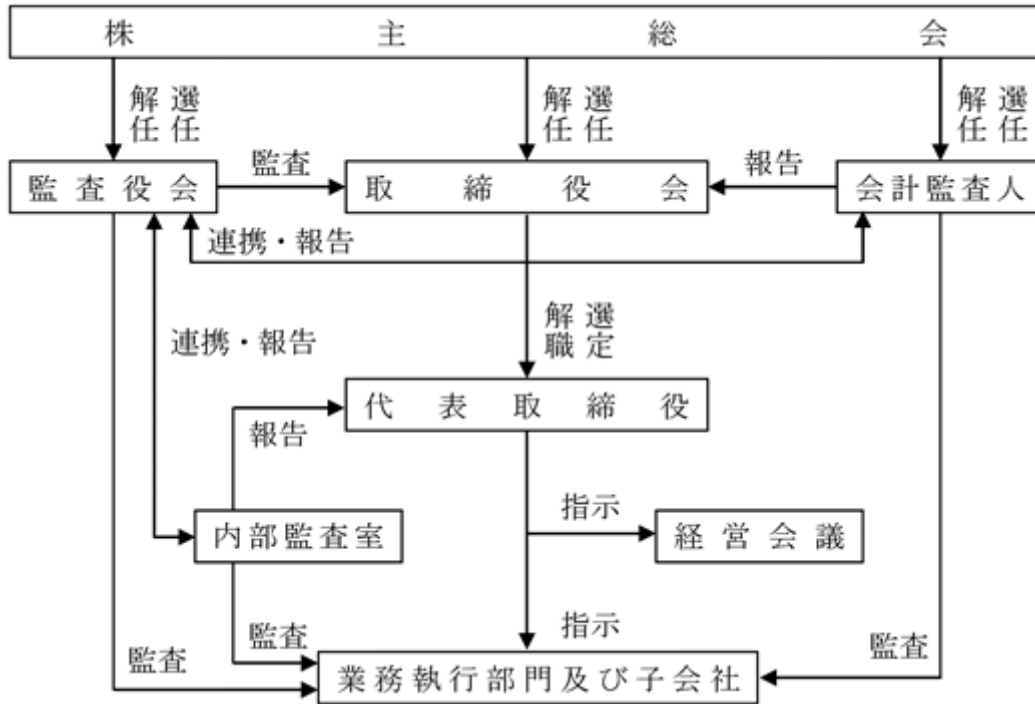 株主総会
選任
解任
選任
解任
選任
解任
監査役会
監査
取締役会
報告
会計監査人
連携・報告
連携・報告
選定
解職
代表取締役
報告
内部監査室
指示
経営会議
監査
指示
監査
監査
業務執行部門及び子会社